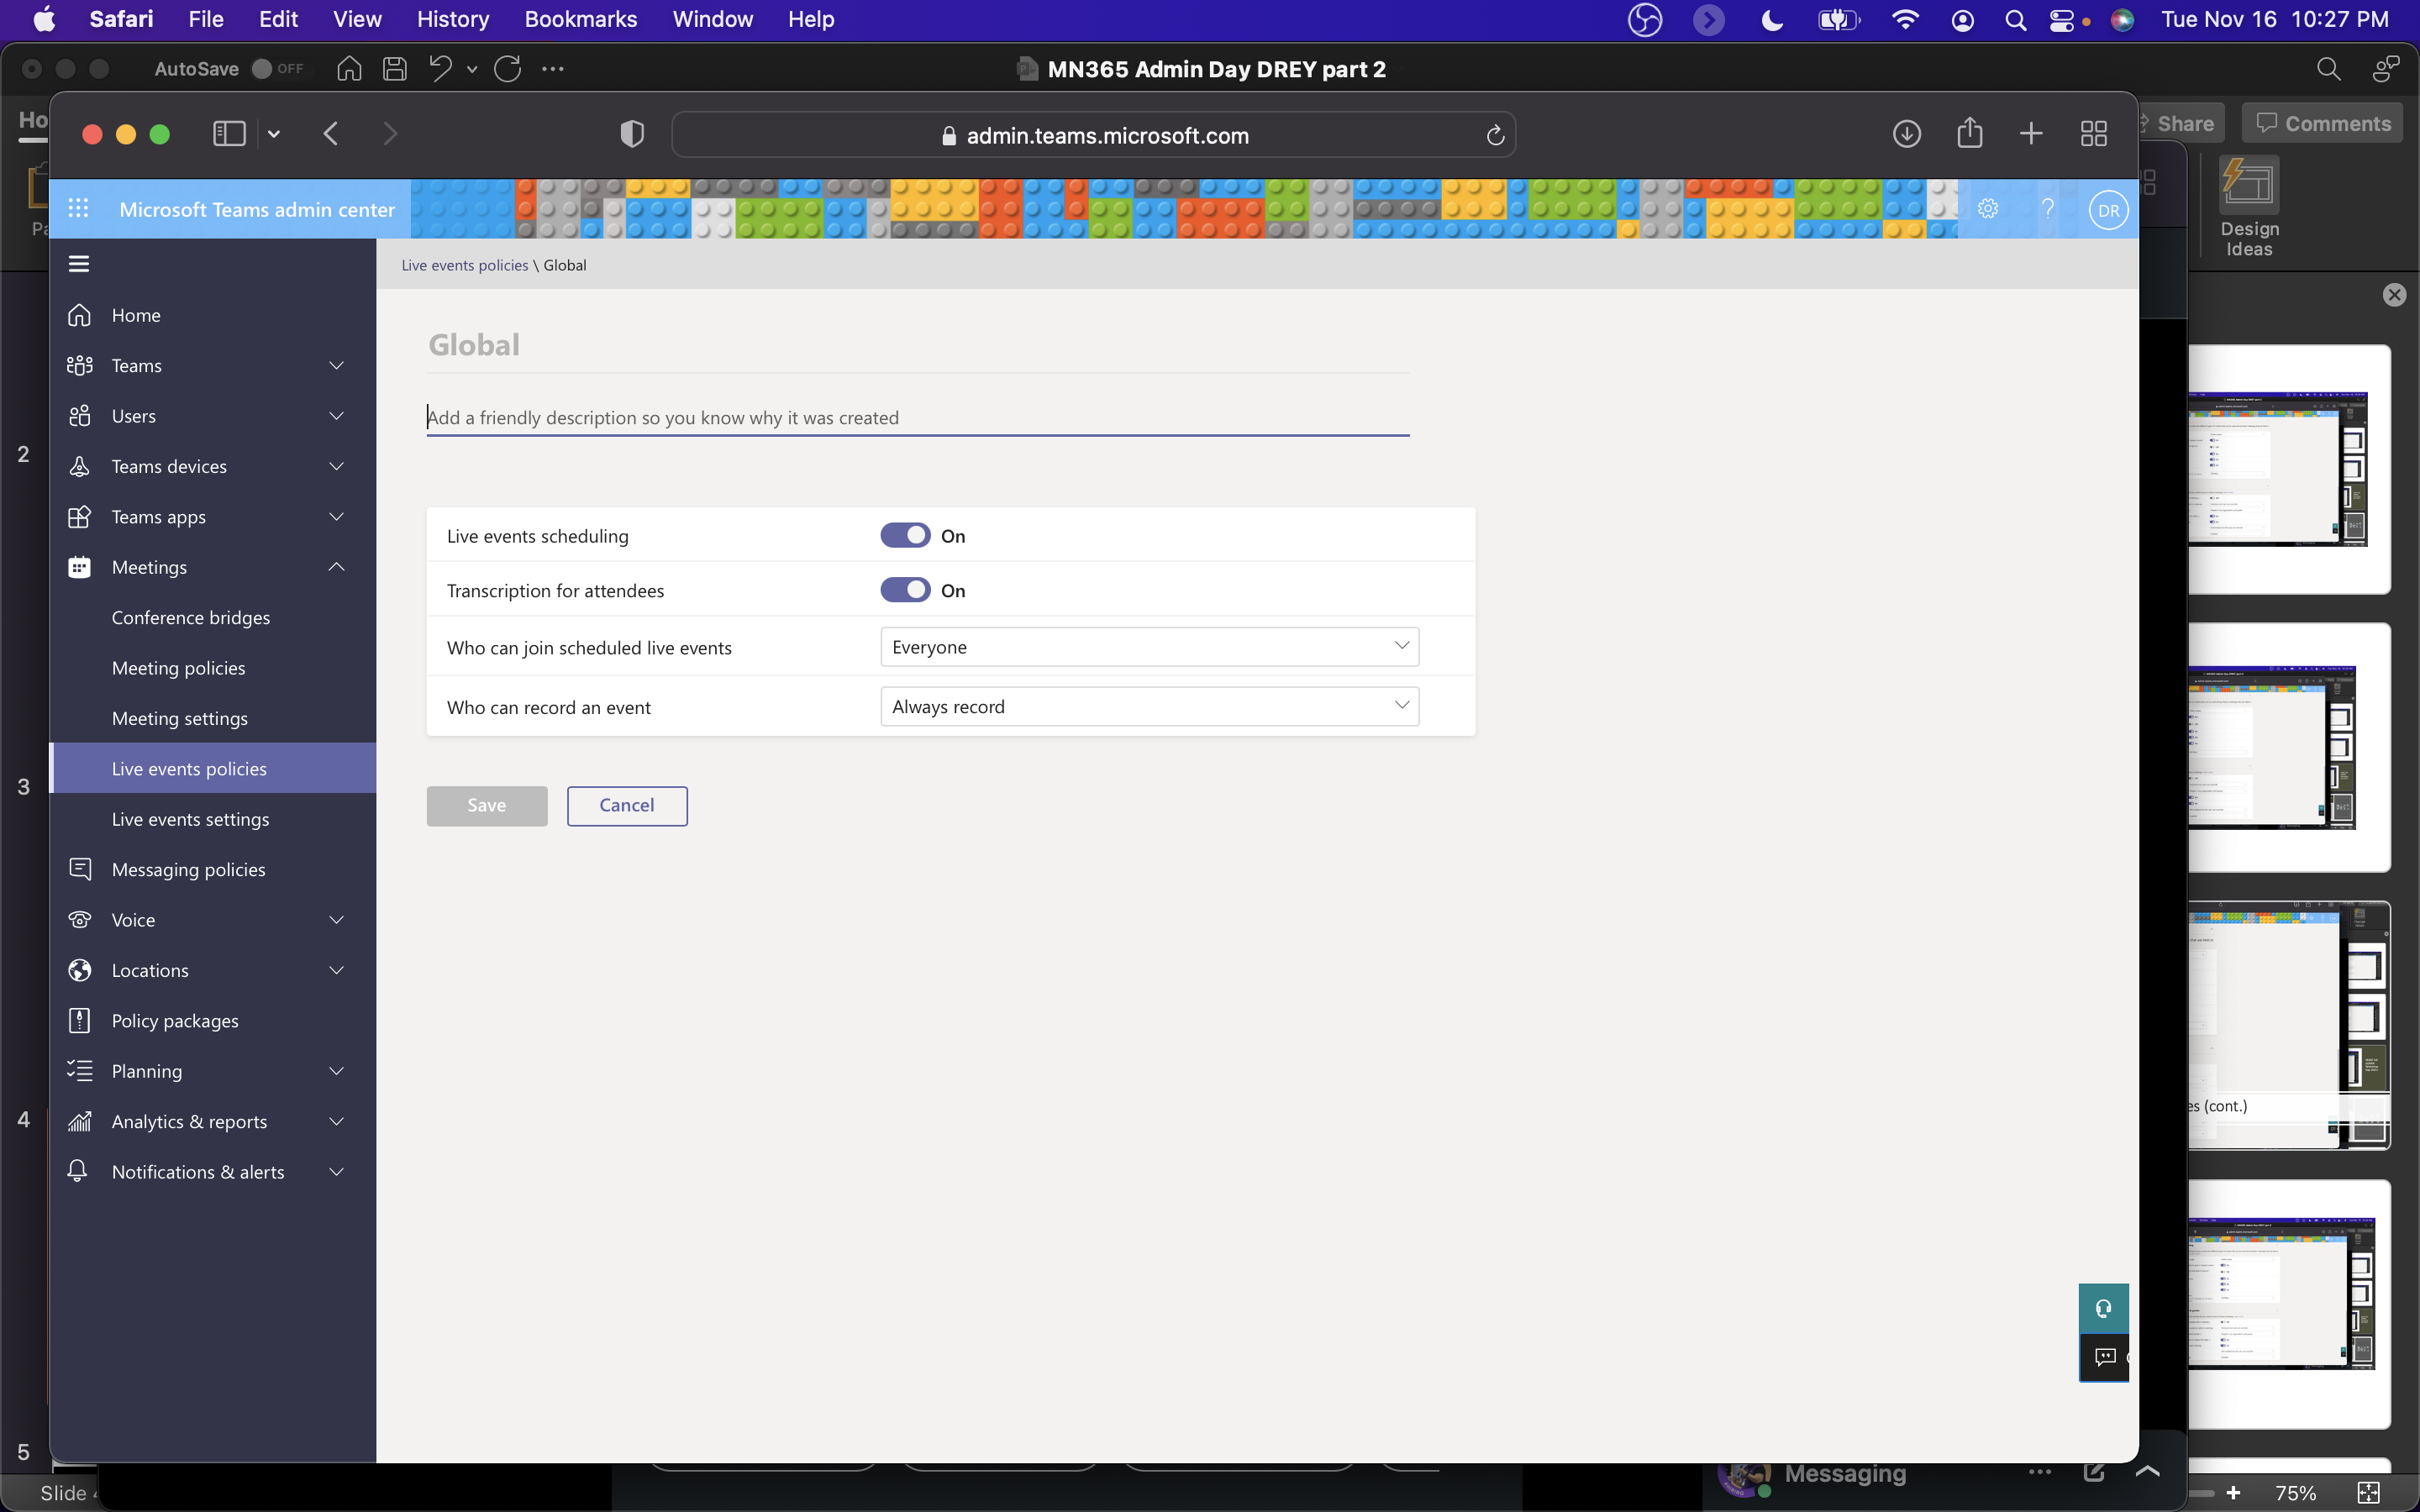 Safari File Edit View History Bookmarks Window Help Tue Nov 16 10:27 PM
AutoSave OFF MN365 Admin Day DREY part 2
Share Comments
admin.teams.microsoft.com
Microsoft Teams admin center ? DR
Design
Ideas
Live events policies \ Global
Home
Teams
Users
Teams devices
Teams apps
Meetings
Conference bridges
Meeting policies
Meeting settings
Live events policies
Live events settings
Messaging policies
Voice
Locations
Policy packages
Planning
Analytics & reports
Notifications & alerts
Global
Add a friendly description so you know why it was created
Live events scheduling On
Transcription for attendees On
Who can join scheduled live events Everyone
Who can record an event Always record
Save Cancel
2
3
4
5
es (cont.)
Messaging
Slide
75%